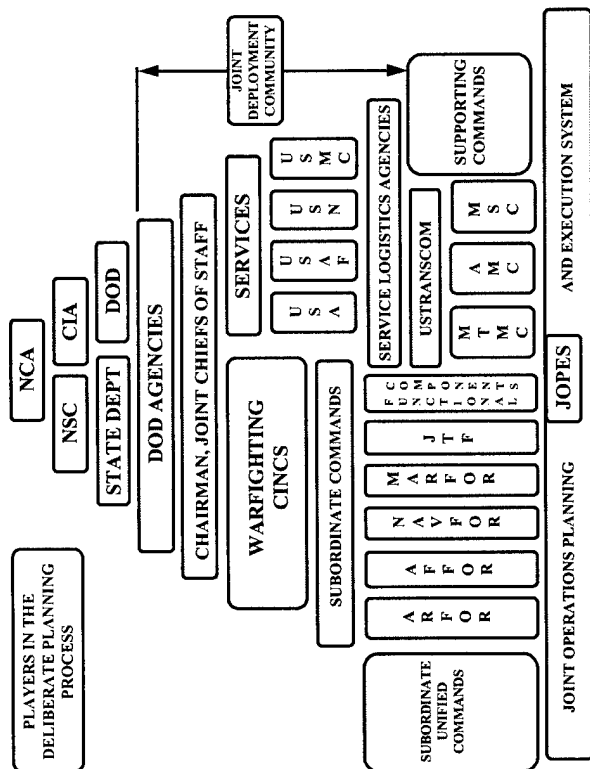 PLAYERS IN THE
DELIBERATE PLANNING
PROCESS
NCA
NSC
CIA
STATE DEPT
DOD
DOD AGENCIES
CHAIRMAN, JOINT CHIEFS OF STAFF
JOINT
DEPLOYMENT
COMMUNITY
WARFIGHTING
CINCS
SERVICES
USA
USAF
USN
USMC
SUBORDINATE COMMANDS
SERVICE LOGISTICS AGENCIES
SUBORDINATE
UNIFIED
COMMANDS
ARFOR
AFFOR
NAVFOR
MARFOR
JTF
FUNCTIONAL
COMPONENTS
USTRANSCOM
MTMC
AMC
MSC
SUPPORTING
COMMANDS
JOINT OPERATIONS PLANNING
JOPES
AND EXECUTION SYSTEM